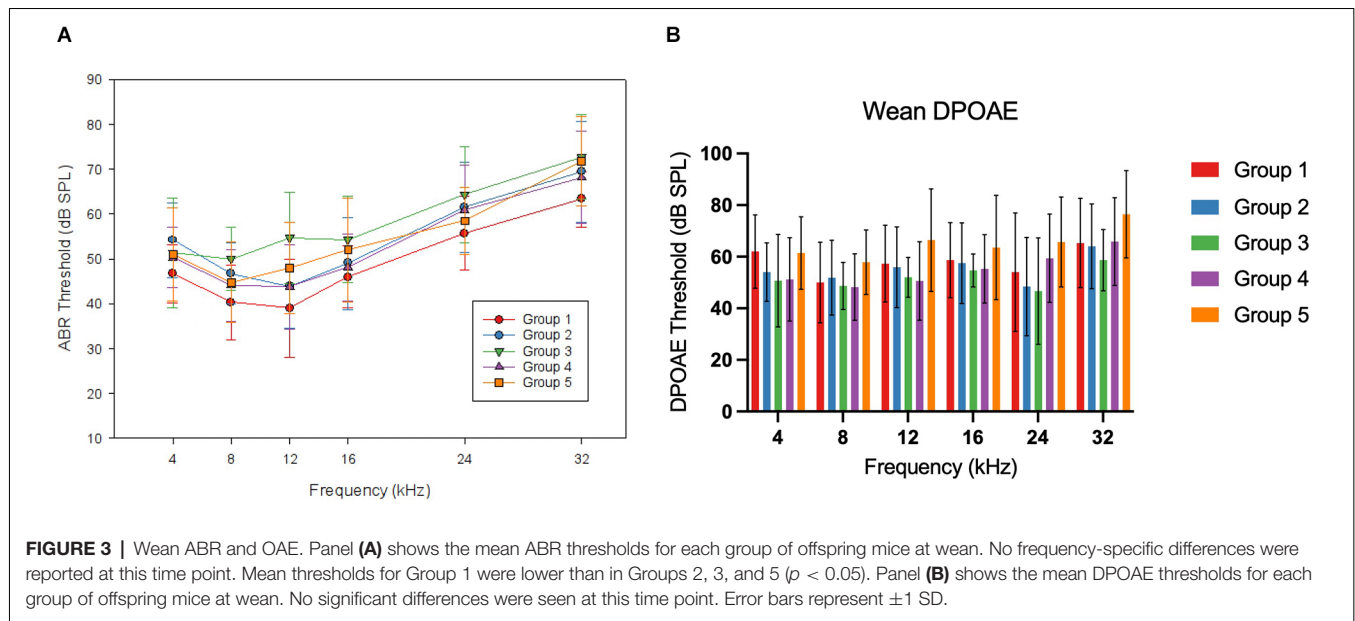 A
90
80
70
60
50
40
30
20
10
ABR Threshold (dB SPL)
4 8 12 16 24 32
Frequency (kHz)
Group 1
Group 2
Group 3
Group 4
Group 5
B
Wean DPOAE
100
80
60
40
20
0
DPOAE Threshold (dB SPL)
4 8 12 16 24 32
Frequency (kHz)
Group 1
Group 2
Group 3
Group 4
Group 5
FIGURE 3 | Wean ABR and OAE. Panel (A) shows the mean ABR thresholds for each group of offspring mice at wean. No frequency-specific differences were
reported at this time point. Mean thresholds for Group 1 were lower than in Groups 2, 3, and 5 (p < 0.05). Panel (B) shows the mean DPOAE thresholds for each
group of offspring mice at wean. No significant differences were seen at this time point. Error bars represent ±1 SD.